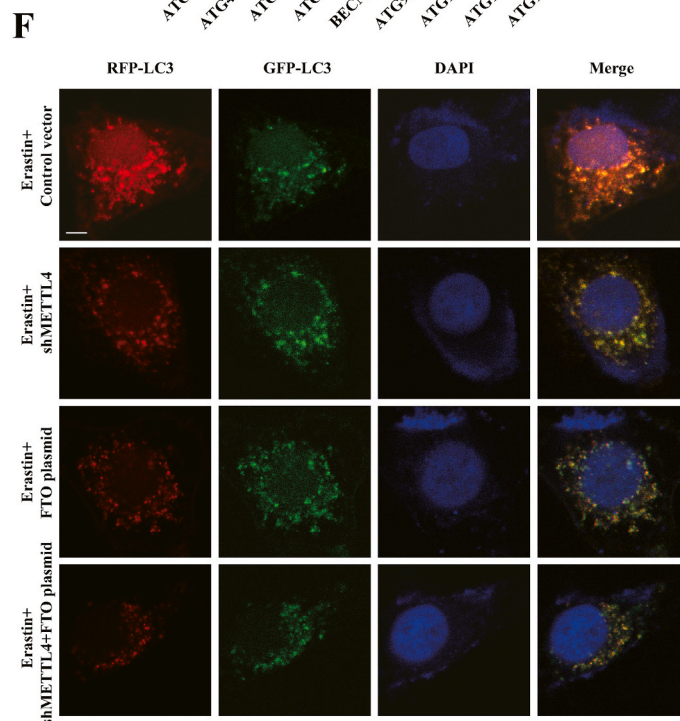 F
RFP-LC3 GFP-LC3 DAPI Merge
Erastin+
Control vector
Erastin+
shMETTL4
Erastin+
FTO plasmid
Erastin+
shMETTL4+FTO plasmid